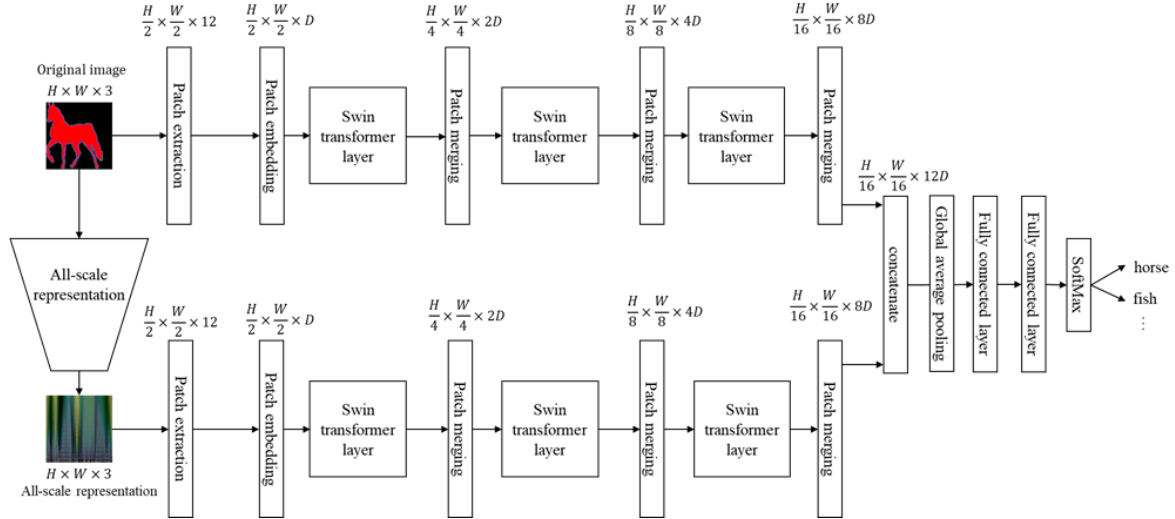 H/2 × W/2 × 12
H/2 × W/2 × D
H/4 × W/4 × 2D
H/8 × W/8 × 4D
H/16 × W/16 × 8D
Original image
H × W × 3
Patch extraction
Patch embedding
Swin
transformer
layer
Patch merging
Swin
transformer
layer
Patch merging
Swin
transformer
layer
Patch merging
H/16 × W/16 × 12D
concatenate
Global average
pooling
Fully connected layer
Fully connected layer
SoftMax
horse
fish
⋮
All-scale
representation
H/2 × W/2 × 12
H/2 × W/2 × D
H/4 × W/4 × 2D
H/8 × W/8 × 4D
H/16 × W/16 × 8D
Patch extraction
Patch embedding
Swin
transformer
layer
Patch merging
Swin
transformer
layer
Patch merging
Swin
transformer
layer
Patch merging
H × W × 3
All-scale representation